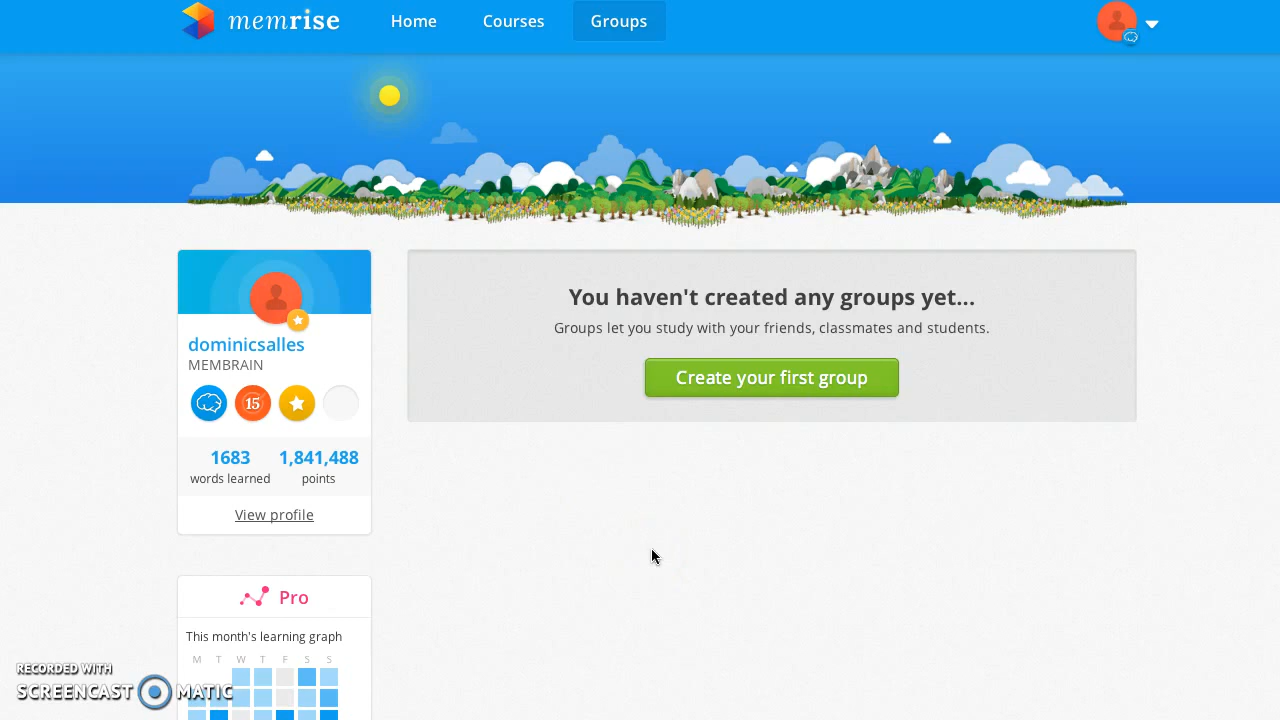 memrise
Home
Courses
Groups
You haven't created any groups yet...
Groups let you study with your friends, classmates and students.
Create your first group
dominicsalles
MEMBRAIN
15
1683
words learned
1,841,488
points
View profile
Pro
This month's learning graph
M T W T F S S
RECORDED WITH
SCREENCAST MATIC